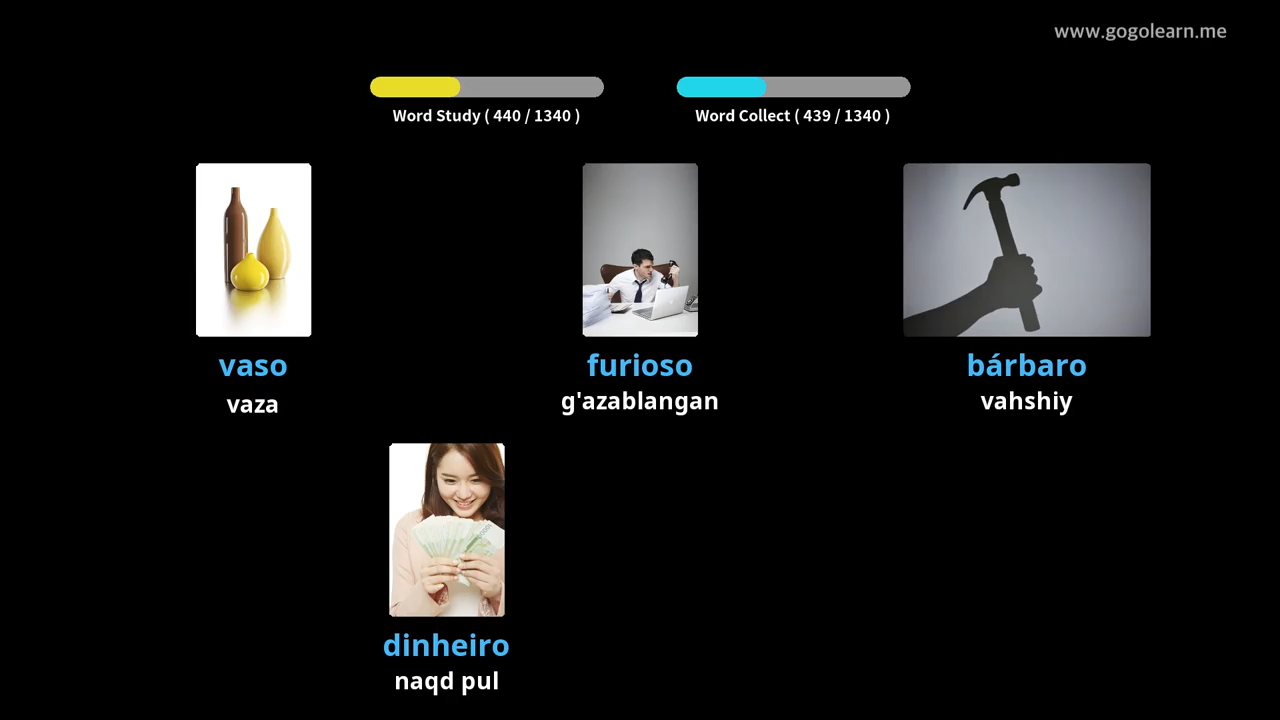 www.gogolearn.me
Word Study ( 440 / 1340 )
Word Collect ( 439 / 1340 )
vaso
vaza
furioso
g'azablangan
bárbaro
vahshiy
dinheiro
naqd pul